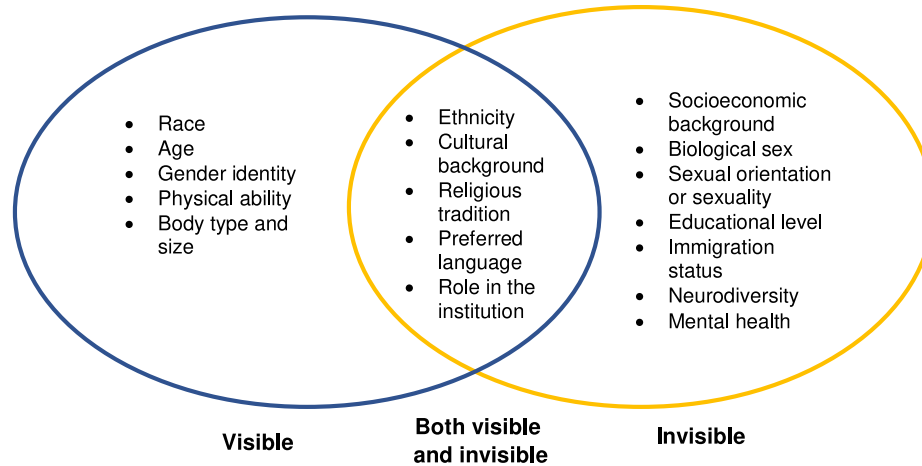 • Race
• Age
• Gender identity
• Physical ability
• Body type and
size
• Ethnicity
• Cultural
background
• Religious
tradition
• Preferred
language
• Role in the
institution
• Socioeconomic
background
• Biological sex
• Sexual orientation
or sexuality
• Educational level
• Immigration
status
• Neurodiversity
• Mental health
Visible
Both visible
and invisible
Invisible